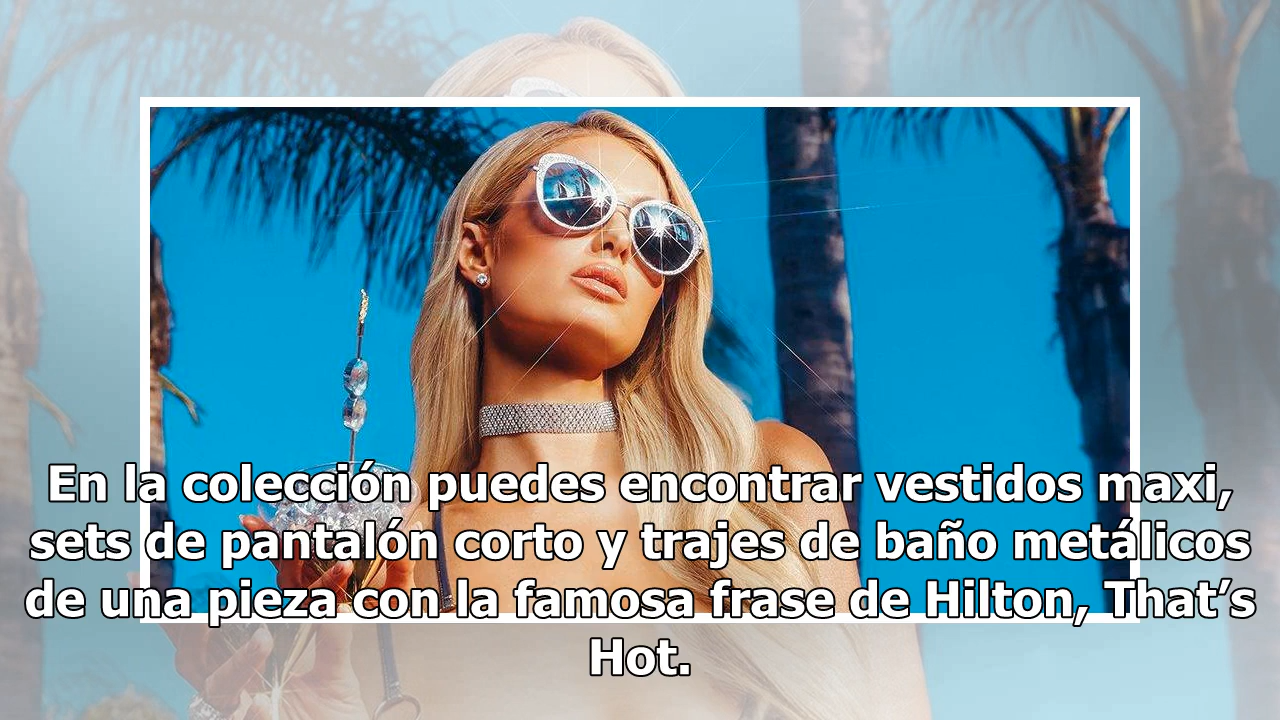 En la colección puedes encontrar vestidos maxi,
sets de pantalón corto y trajes de baño metálicos
de una pieza con la famosa frase de Hilton, That’s
Hot.